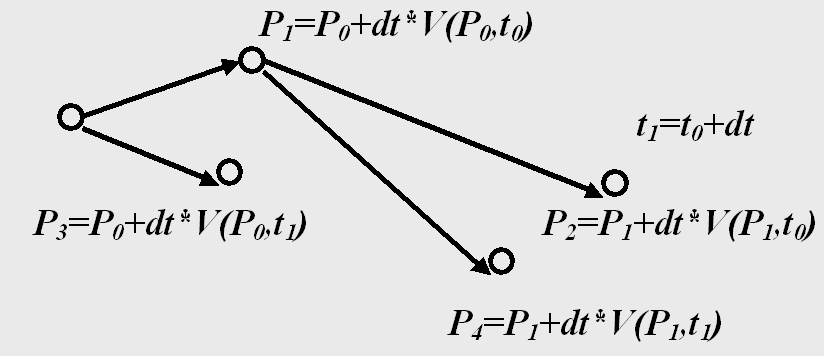 P₁=P₀+dt*V(P₀,t₀)
t₁=t₀+dt
P₃=P₀+dt*V(P₀,t₁)
P₂=P₁+dt*V(P₁,t₀)
P₄=P₁+dt*V(P₁,t₁)